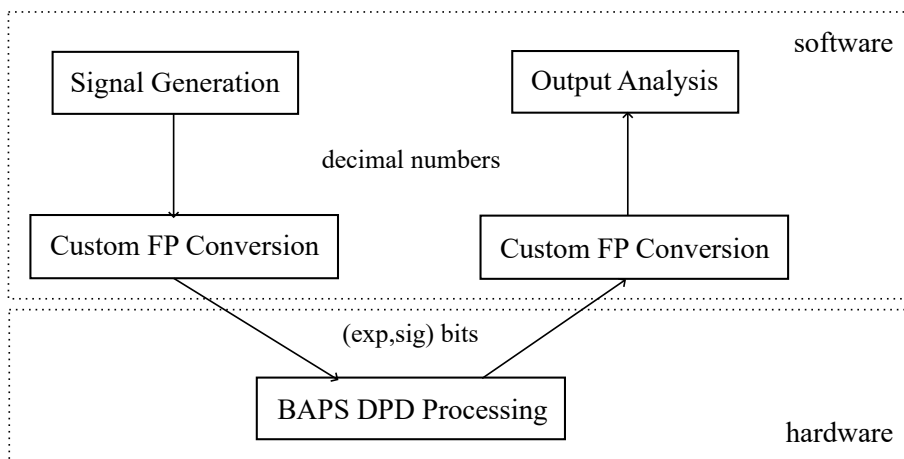 software
Signal Generation
Output Analysis
decimal numbers
Custom FP Conversion
Custom FP Conversion
(exp,sig) bits
BAPS DPD Processing
hardware